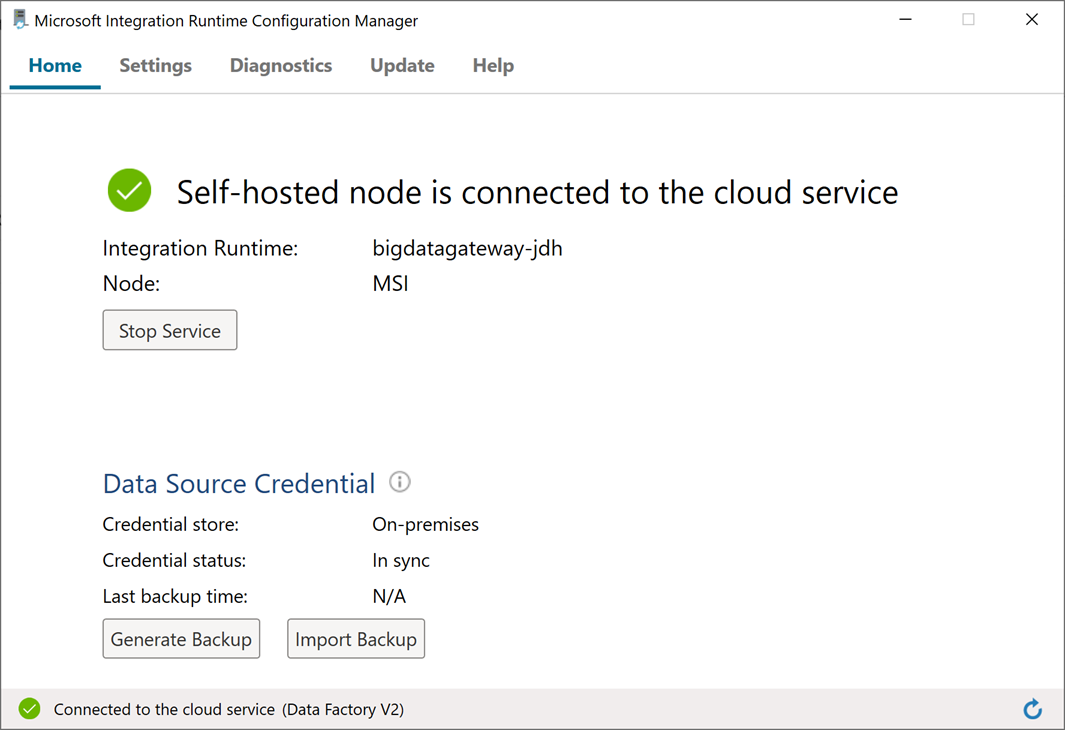 Microsoft Integration Runtime Configuration Manager
Home Settings Diagnostics Update Help
Self-hosted node is connected to the cloud service
Integration Runtime: bigdatagateway-jdh
Node: MSI
Stop Service
Data Source Credential
Credential store: On-premises
Credential status: In sync
Last backup time: N/A
Generate Backup Import Backup
Connected to the cloud service (Data Factory V2)